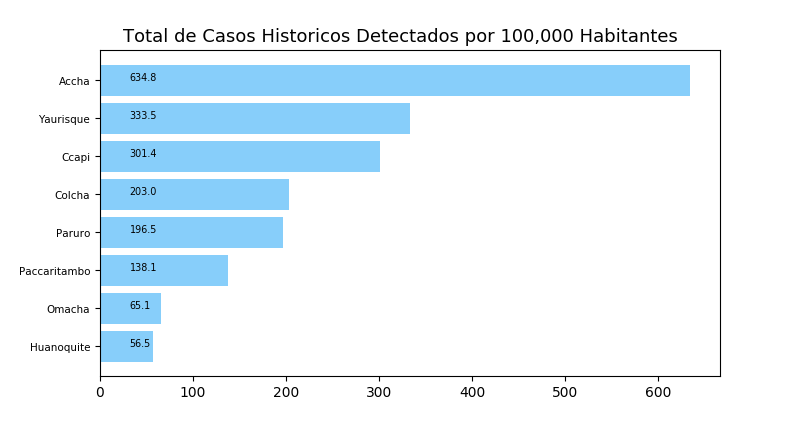 Total de Casos Historicos Detectados por 100,000 Habitantes
Accha 634.8
Yaurisque 333.5
Ccapi 301.4
Colcha 203.0
Paruro 196.5
Paccaritambo 138.1
Omacha 65.1
Huanoquite 56.5
0 100 200 300 400 500 600